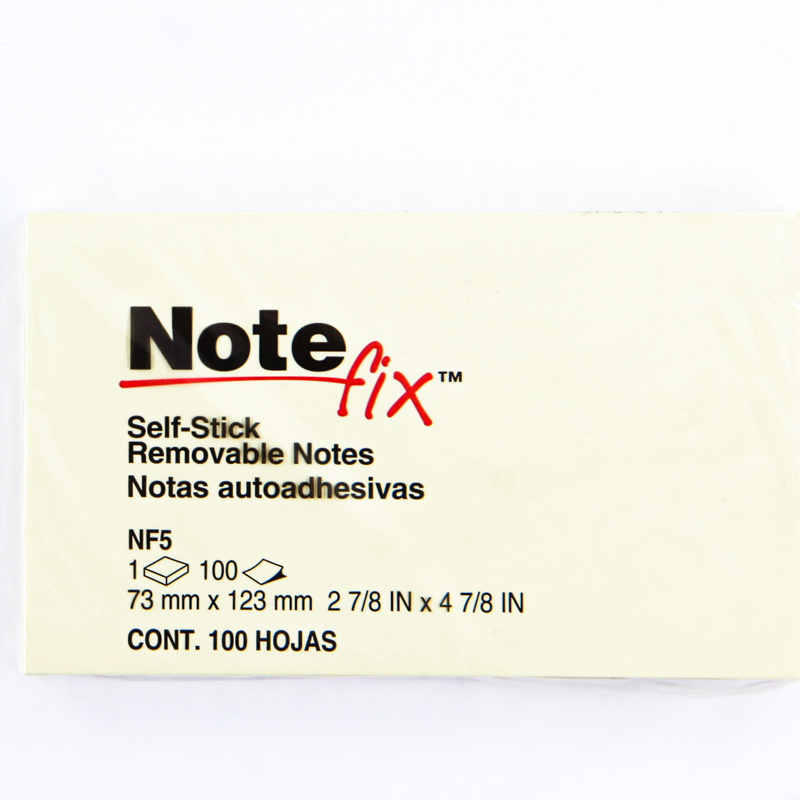 Note fix™
Self-Stick
Removable Notes
Notas autoadhesivas
NF5
1 100
73 mm x 123 mm 2 7/8 IN x 4 7/8 IN
CONT. 100 HOJAS